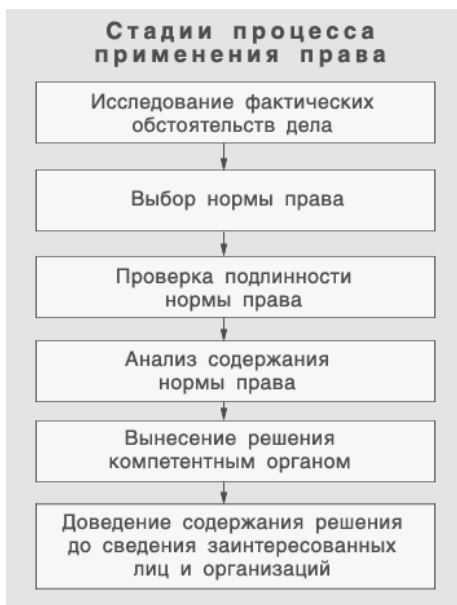 Стадии процесса
применения права
Исследование фактических
обстоятельств дела
Выбор нормы права
Проверка подлинности
нормы права
Анализ содержания
нормы права
Вынесение решения
компетентным органом
Доведение содержания решения
до сведения заинтересованных
лиц и организаций